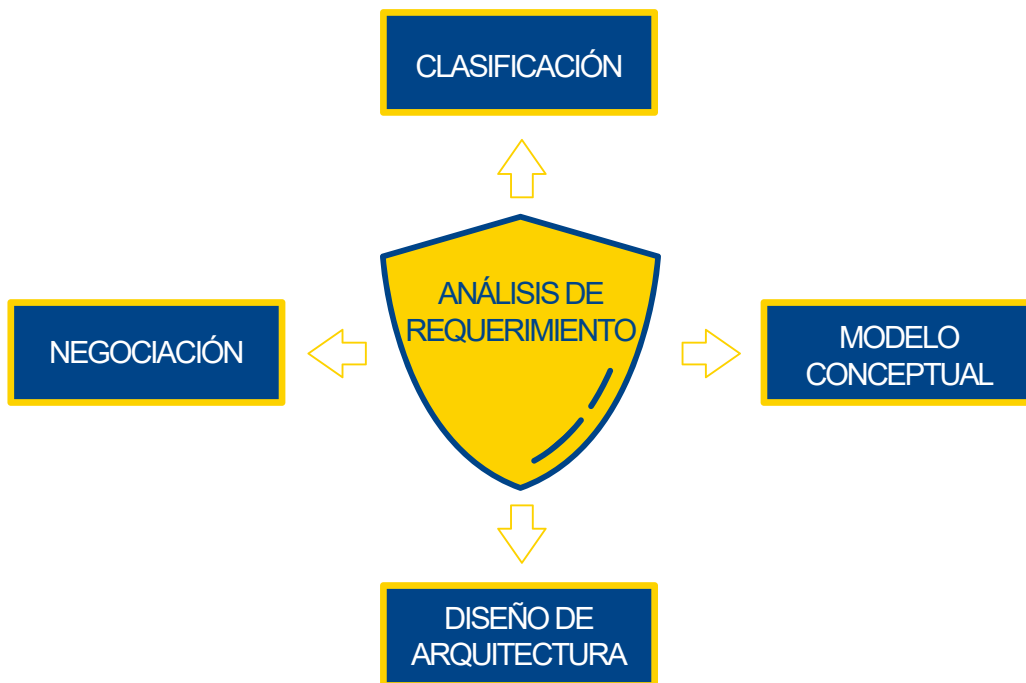 CLASIFICACIÓN
ANÁLISIS DE
REQUERIMIENTO
NEGOCIACIÓN
MODELO
CONCEPTUAL
DISEÑO DE
ARQUITECTURA